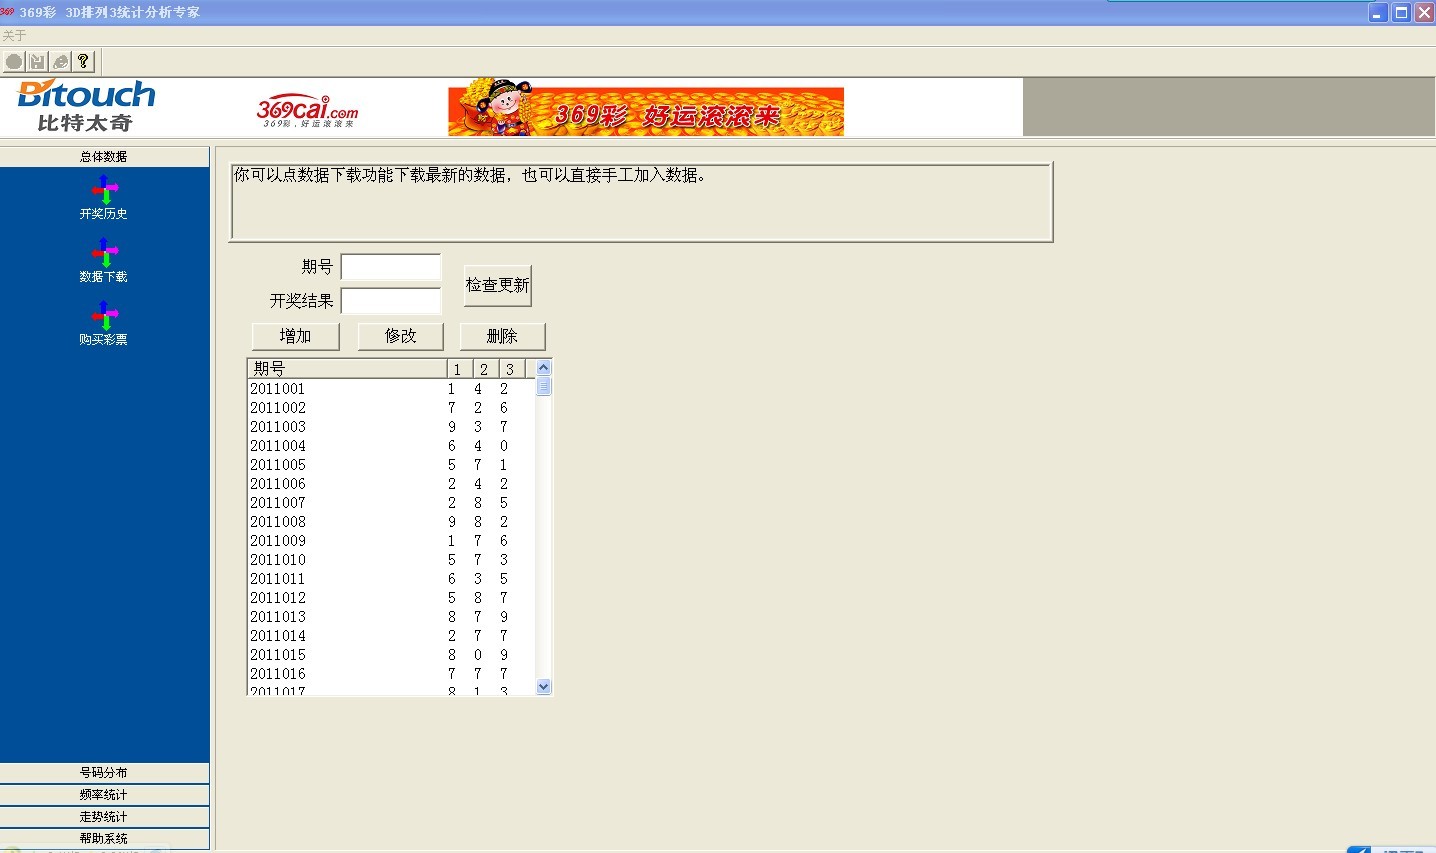 369 369彩 3D排列3统计分析专家
关于
Bitouch
比特太奇
369cai.com
369彩，好运滚滚来
财
369彩 好运滚滚来
总体数据
开奖历史
数据下载
购买彩票
号码分布
频率统计
走势统计
帮助系统
你可以点数据下载功能下载最新的数据，也可以直接手工加入数据。
期号
开奖结果
检查更新
增加 修改 删除
期号 1 2 3
2011001 1 4 2
2011002 7 2 6
2011003 9 3 7
2011004 6 4 0
2011005 5 7 1
2011006 2 4 2
2011007 2 8 5
2011008 9 8 2
2011009 1 7 6
2011010 5 7 3
2011011 6 3 5
2011012 5 8 7
2011013 8 7 9
2011014 2 7 7
2011015 8 0 9
2011016 7 7 7
2011017 8 1 3